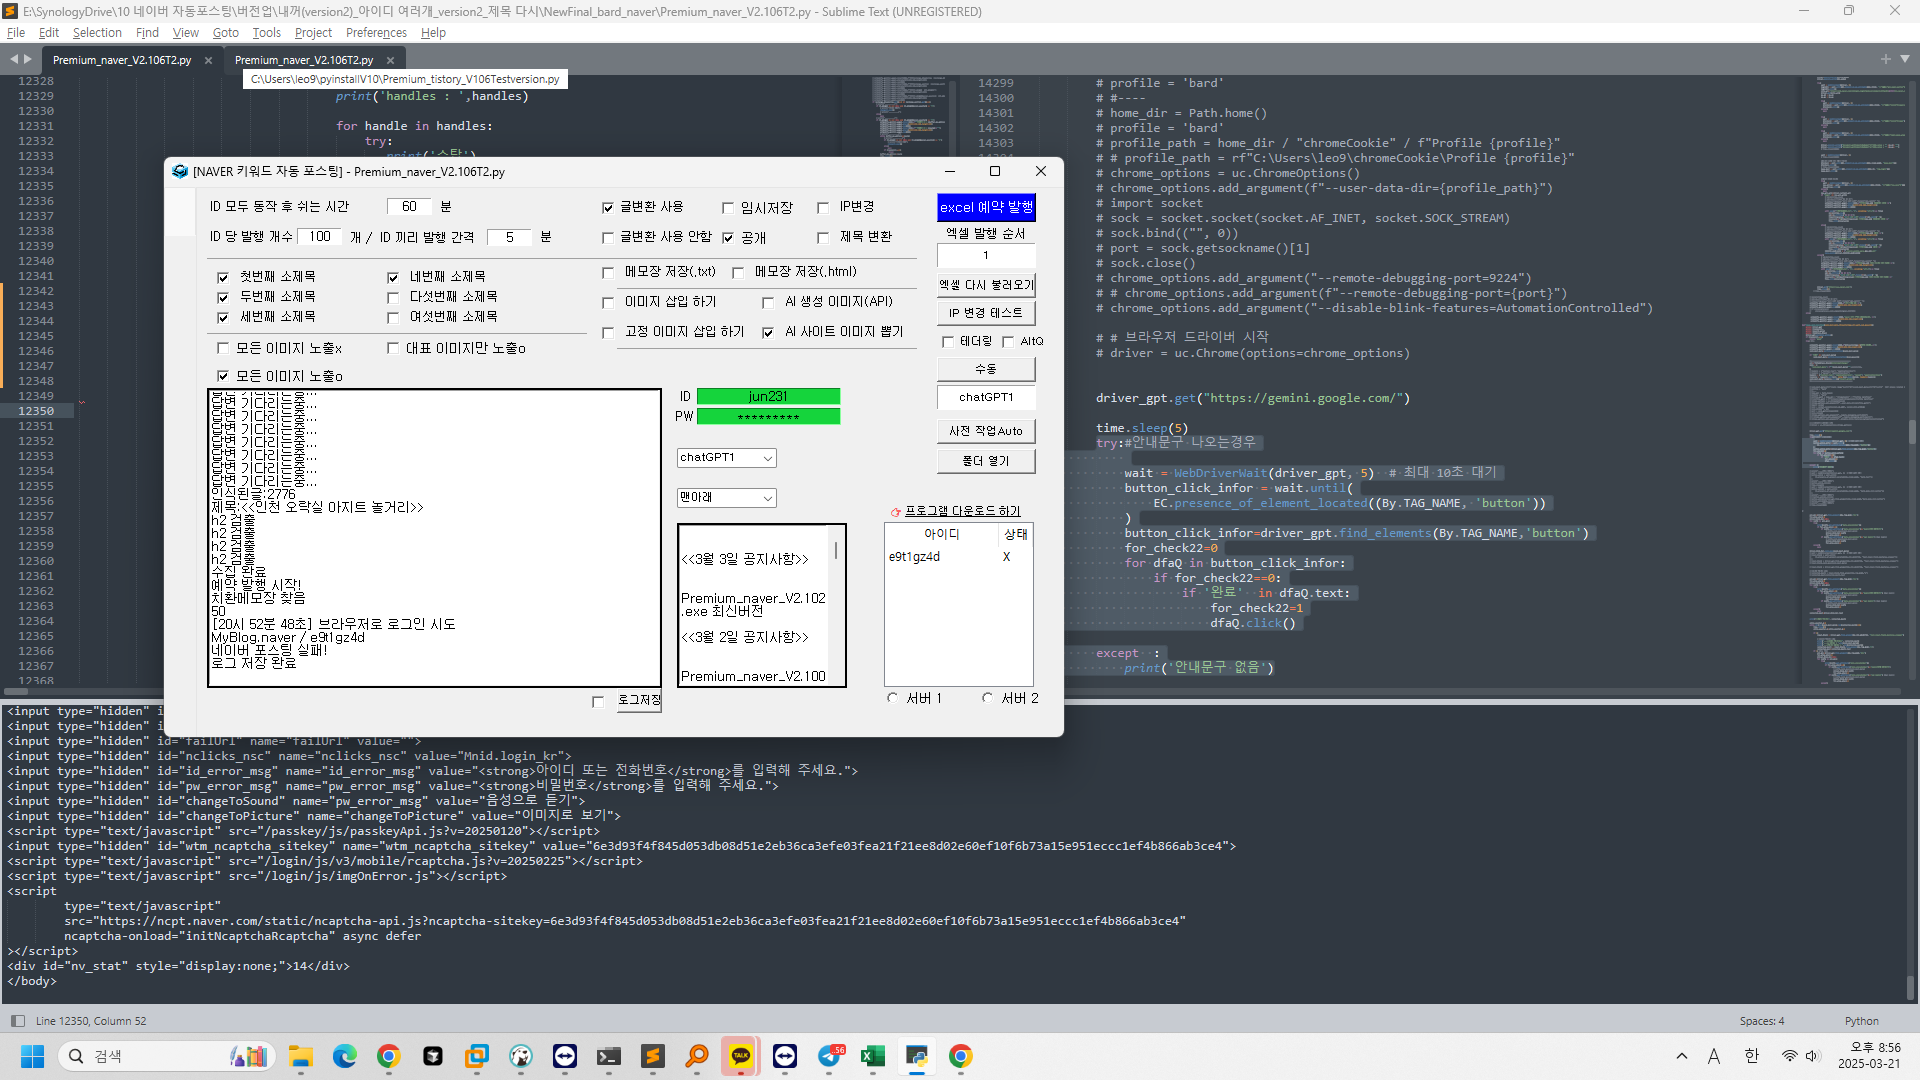 E:\SynologyDrive\10 네이버 자동포스팅\버전업\내꺼(version2)_아이디 여러개_version2_제목 다시\NewFinal_bard_naver\Premium_naver_V2.106T2.py - Sublime Text (UNREGISTERED)
File Edit Selection Find View Goto Tools Project Preferences Help
Premium_naver_V2.106T2.py
Premium_naver_V2.106T2.py
C:\Users\leo9\pyinstallV10\Premium_tistory_V106Testversion.py
12328
12329 print('handles : ',handles)
12330
12331 for handle in handles:
12332 try:
12333
12334
12335
12336
12337
12338
12339
12340
12341
12342
12343
12344
12345
12346
12347
12348
12349
12350
12351
12352
12353
12354
12355
12356
12357
12358
12359
12360
12361
12362
12363
12364
12365
12366
12367
12368
14299 # profile = 'bard'
14300 # #----
14301 # home_dir = Path.home()
14302 # profile = 'bard'
14303 # profile_path = home_dir / "chromeCookie" / f"Profile {profile}"
# # profile_path = rf"C:\Users\leo9\chromeCookie\Profile {profile}"
# chrome_options = uc.ChromeOptions()
# chrome_options.add_argument(f"--user-data-dir={profile_path}")
# import socket
# sock = socket.socket(socket.AF_INET, socket.SOCK_STREAM)
# sock.bind(("", 0))
# port = sock.getsockname()[1]
# sock.close()
# chrome_options.add_argument("--remote-debugging-port=9224")
# # chrome_options.add_argument(f"--remote-debugging-port={port}")
# chrome_options.add_argument("--disable-blink-features=AutomationControlled")
# # 브라우저 드라이버 시작
# driver = uc.Chrome(options=chrome_options)
driver_gpt.get("https://gemini.google.com/")
time.sleep(5)
try:#안내문구 나오는경우
wait = WebDriverWait(driver_gpt, 5) # 최대 10초 대기
button_click_infor = wait.until(
EC.presence_of_element_located((By.TAG_NAME, 'button'))
)
button_click_infor=driver_gpt.find_elements(By.TAG_NAME,'button')
for_check22=0
for dfaQ in button_click_infor:
if for_check22==0:
if '완료' in dfaQ.text:
for_check22=1
dfaQ.click()
except :
print('안내문구 없음')
[NAVER 키워드 자동 포스팅] - Premium_naver_V2.106T2.py
ID 모두 동작 후 쉬는 시간 60 분
ID 당 발행 개수 100 개 / ID 끼리 발행 간격 5 분
글변환 사용 임시저장 IP변경
글변환 사용 안함 공개 제목 변환
첫번째 소제목 네번째 소제목
두번째 소제목 다섯번째 소제목
세번째 소제목 여섯번째 소제목
메모장 저장(.txt) 메모장 저장(.html)
이미지 삽입 하기 AI 생성 이미지(API)
고정 이미지 삽입 하기 AI 사이트 이미지 뽑기
모든 이미지 노출x 대표 이미지만 노출o
모든 이미지 노출o
excel 예약 발행
엑셀 발행 순서
1
엑셀 다시 불러오기
IP 변경 테스트
테더링 AltQ
수동
chatGPT1
사전 작업Auto
폴더 열기
답변 기다리는중...
답변 기다리는중...
답변 기다리는중...
답변 기다리는중...
답변 기다리는중...
답변 기다리는중...
답변 기다리는중...
답변 기다리는중...
인식된글:2776
제목:<<인천 오락실 아지트 놀거리>>
h2 검출
h2 검출
h2 검출
h2 검출
수집 완료
예약 발행 시작!
치환메모장 찾음
50
[20시 52분 48초] 브라우저로 로그인 시도
MyBlog.naver / e9t1gz4d
네이버 포스팅 실패!
로그 저장 완료
로그저장
ID jun231
PW *********
chatGPT1
맨아래
<<3월 3일 공지사항>>
Premium_naver_V2.102
.exe 최신버전
<<3월 2일 공지사항>>
Premium_naver_V2.100
프로그램 다운로드 하기
아이디 상태
e9t1gz4d X
서버 1 서버 2
<input type="hidden" i
<input type="hidden" i
<input type="hidden" id="failUrl" name="failUrl" value="">
<input type="hidden" id="nclicks_nsc" name="nclicks_nsc" value="Mnid.login_kr">
<input type="hidden" id="id_error_msg" name="id_error_msg" value="<strong>아이디 또는 전화번호</strong>를 입력해 주세요.">
<input type="hidden" id="pw_error_msg" name="pw_error_msg" value="<strong>비밀번호</strong>를 입력해 주세요.">
<input type="hidden" id="changeToSound" name="pw_error_msg" value="음성으로 듣기">
<input type="hidden" id="changeToPicture" name="changeToPicture" value="이미지로 보기">
<script type="text/javascript" src="/passkey/js/passkeyApi.js?v=20250120"></script>
<input type="hidden" id="wtm_ncaptcha_sitekey" name="wtm_ncaptcha_sitekey" value="6e3d93f4f845d053db08d51e2eb36ca3efe03fea21f21ee8d02e60ef10f6b73a15e951eccc1ef4b866ab3ce4">
<script type="text/javascript" src="/login/js/v3/mobile/rcaptcha.js?v=20250225"></script>
<script type="text/javascript" src="/login/js/imgOnError.js"></script>
<script
type="text/javascript"
src="https://ncpt.naver.com/static/ncaptcha-api.js?ncaptcha-sitekey=6e3d93f4f845d053db08d51e2eb36ca3efe03fea21f21ee8d02e60ef10f6b73a15e951eccc1ef4b866ab3ce4"
ncaptcha-onload="initNcaptchaRcaptcha" async defer
></script>
<div id="nv_stat" style="display:none;">14</div>
</body>
Line 12350, Column 52
Spaces: 4
Python
검색
TALK
56
A 한
오후 8:56
2025-03-21